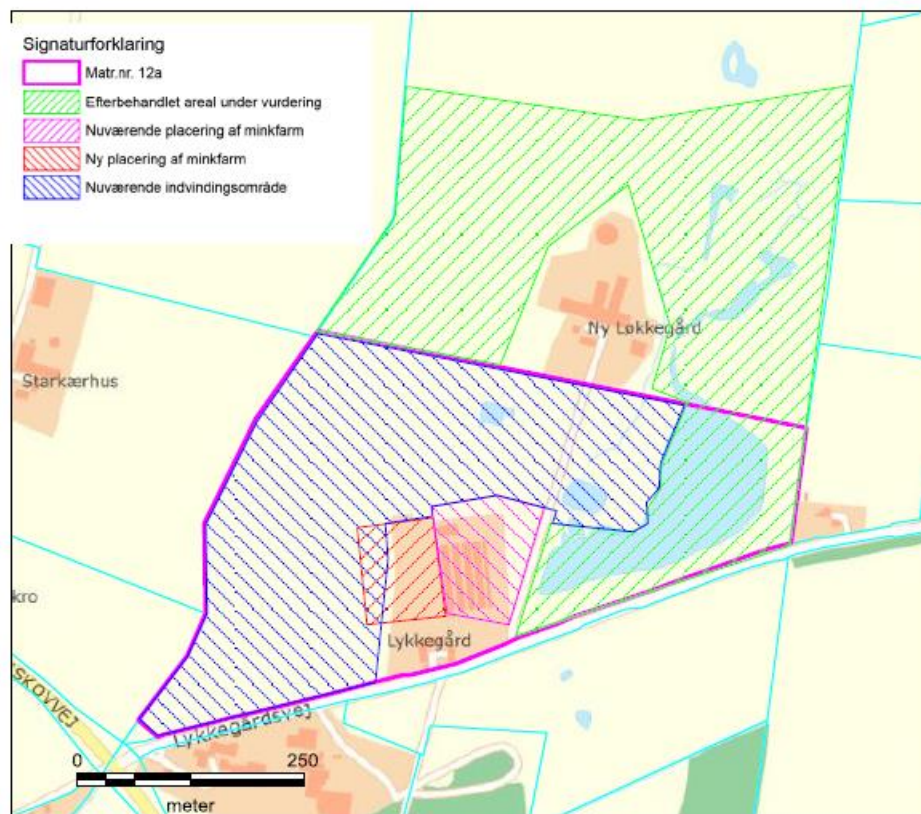 Signaturforklaring
Matr.nr. 12a
Efterbehandlet areal under vurdering
Nuværende placering af minkfarm
Ny placering af minkfarm
Nuværende indvindingsområde
Ny Løkkegård
Starkærhus
kro
Lykkegård
SKOVVEJ
Lykkegårdsvej
0 250
meter